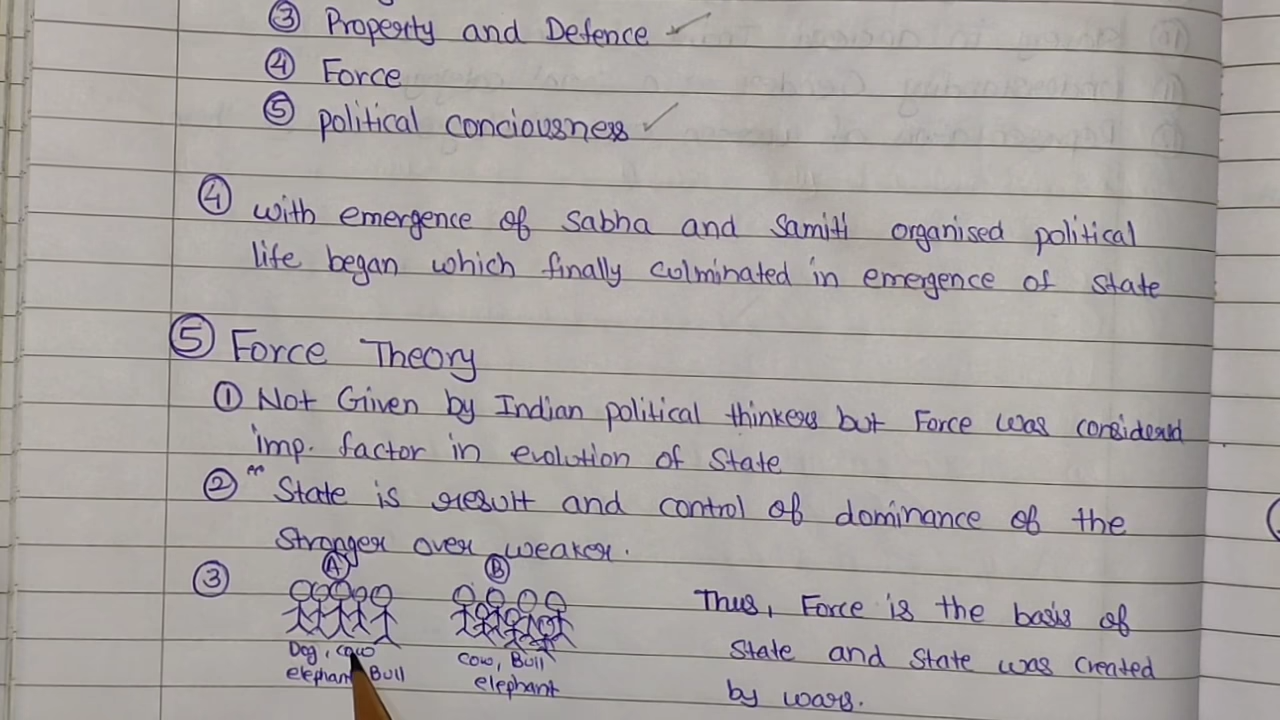 ③ Property and Defence ✓
④ Force
⑤ political conciousness ✓
④ with emergence of Sabha and Samiti organised political
life began which finally culminated in emergence of state
⑤ Force Theory
① Not Given by Indian political thinkers but Force was considered
imp. factor in evolution of State
② " State is result and control of dominance of the
Stronger over weaker.
③ Ⓐ Ⓑ Thus, Force is the basis of
Dog, cow Cow, Bull State and State was created
elephant Bull elephant by wars.